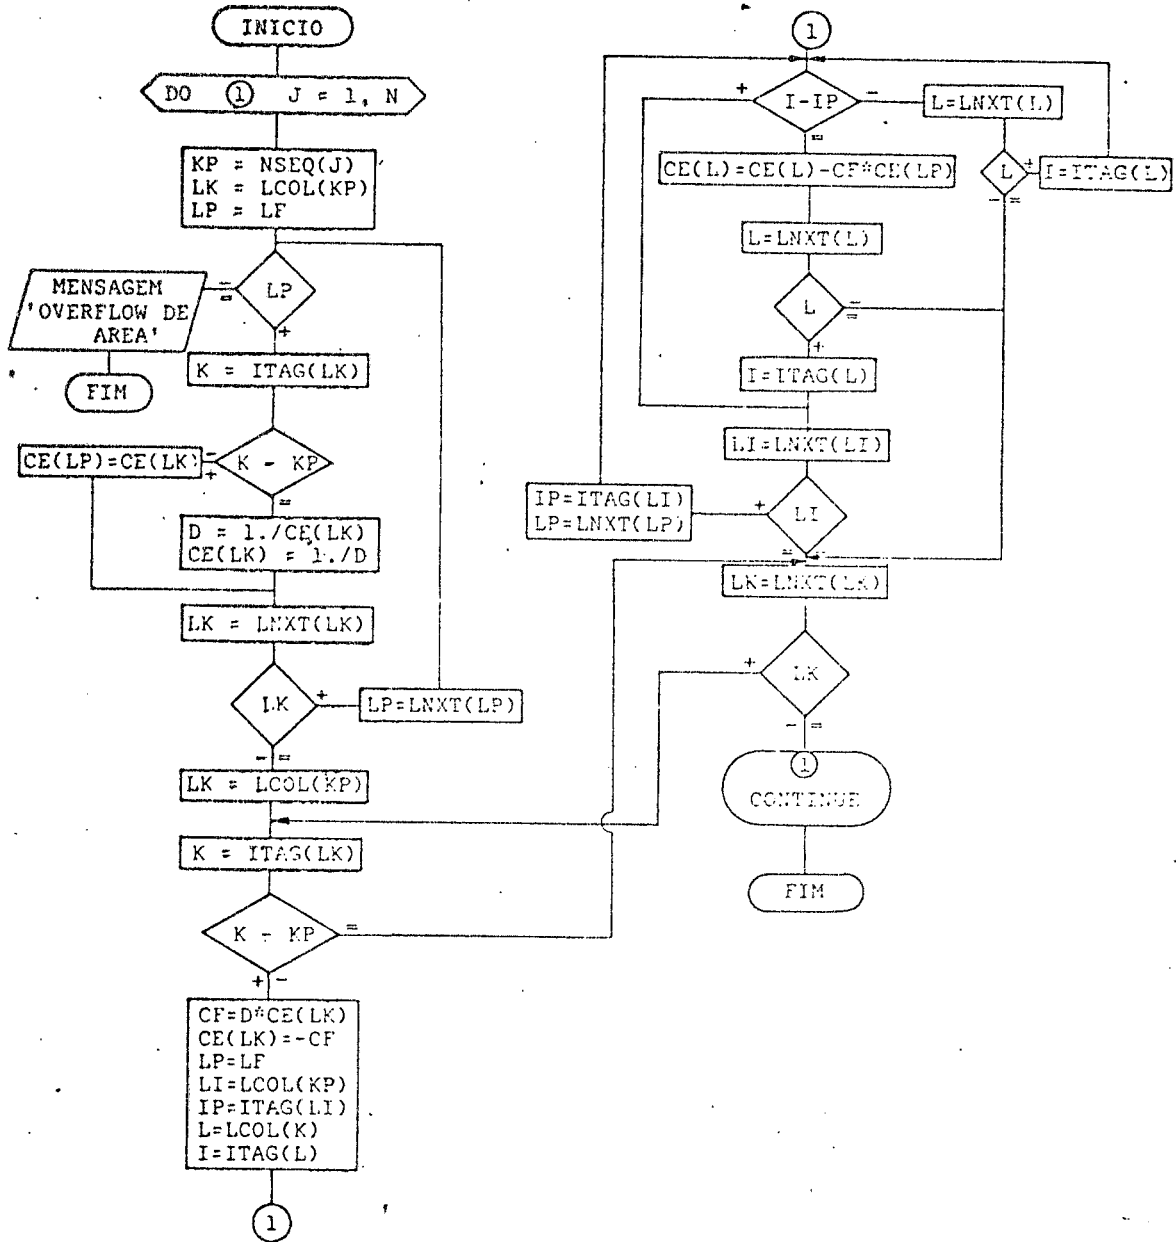 INICIO
DO 1 J = 1, N
KP = NSEQ(J)
LK = LCOL(KP)
LP = LF
LP
- =
+
MENSAGEM
'OVERFLOW DE
AREA'
FIM
K = ITAG(LK)
K - KP
- +
=
CE(LP)=CE(LK)
D = 1./CE(LK)
CE(LK) = 1./D
LK = LNXT(LK)
LK
+
- =
LP=LNXT(LP)
LK = LCOL(KP)
K = ITAG(LK)
K - KP
=
+ -
CF=D*CE(LK)
CE(LK)=-CF
LP=LF
LI=LCOL(KP)
IP=ITAG(LI)
L=LCOL(K)
I=ITAG(L)
1
1
I-IP
+
-
=
L=LNXT(L)
L
+
- =
I=ITAG(L)
CE(L)=CE(L)-CF*CE(LP)
L=LNXT(L)
L
- =
+
I=ITAG(L)
LI=LNXT(LI)
LI
+
- =
IP=ITAG(LI)
LP=LNXT(LP)
LK=LNXT(LK)
LK
+
- =
1
CONTINUE
FIM